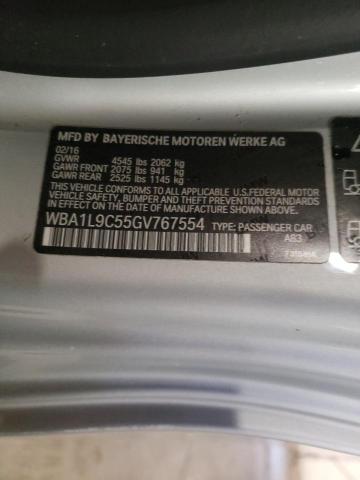 MFD BY BAYERISCHE MOTOREN WERKE AG
02/16
GVWR 4545 lbs 2062 kg
GAWR FRONT 2075 lbs 941 kg
GAWR REAR 2525 lbs 1145 kg
THIS VEHICLE CONFORMS TO ALL APPLICABLE U.S.FEDERAL MOTOR
VEHICLE SAFETY, BUMPER, AND THEFT
PREVENTION STANDARDS IN EFFECT ON THE DATE OF
MANUFACTURE SHOWN ABOVE.
WBA1L9C55GV767554 TYPE: PASSENGER CAR
A83